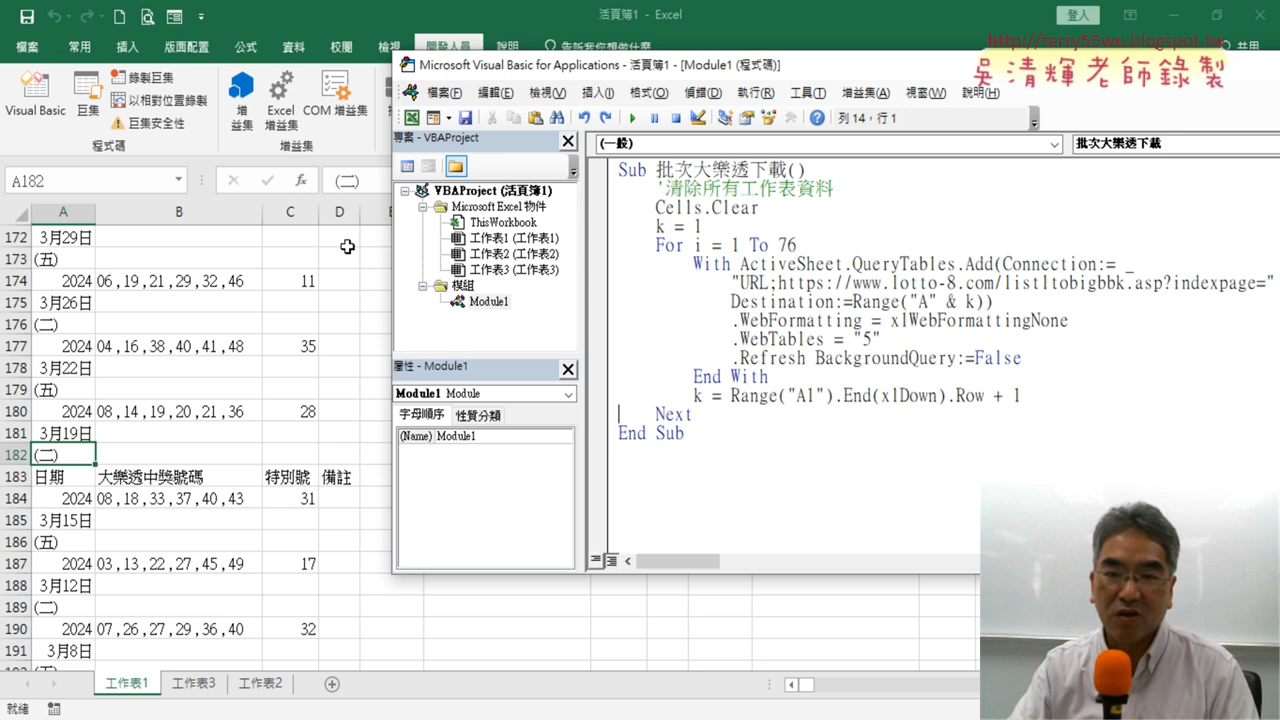 活頁簿1 - Excel
登入
檔案 常用 插入 版面配置 公式 資料 校閱 檢視 開發人員 說明 告訴我你想做什麼 共用
http://terry55wu.blogspot.tw
吳清輝老師錄製
Visual Basic
巨集
錄製巨集
以相對位置錄製
巨集安全性
程式碼
增益集
Excel 增益集
COM 增益集
增益集
A182
(二)
A B C D
172 3月29日
173 (五)
174 2024 06,19,21,29,32,46 11
175 3月26日
176 (二)
177 2024 04,16,38,40,41,48 35
178 3月22日
179 (五)
180 2024 08,14,19,20,21,36 28
181 3月19日
182 (二)
183 日期 大樂透中獎號碼 特別號 備註
184 2024 08,18,33,37,40,43 31
185 3月15日
186 (五)
187 2024 03,13,22,27,45,49 17
188 3月12日
189 (二)
190 2024 07,26,27,29,36,40 32
191 3月8日
工作表1 工作表3 工作表2
就緒
Microsoft Visual Basic for Applications - 活頁簿1 - [Module1 (程式碼)]
檔案(F) 編輯(E) 檢視(V) 插入(I) 格式(O) 偵錯(D) 執行(R) 工具(T) 增益集(A) 視窗(W) 說明(H)
列 14，行 1
專案 - VBAProject
VBAProject (活頁簿1)
Microsoft Excel 物件
ThisWorkbook
工作表1 (工作表1)
工作表2 (工作表2)
工作表3 (工作表3)
模組
Module1
屬性 - Module1
Module1 Module
字母順序 性質分類
(Name) Module1
(一般)
批次大樂透下載
Sub 批次大樂透下載()
'清除所有工作表資料
Cells.Clear
k = 1
For i = 1 To 76
With ActiveSheet.QueryTables.Add(Connection:= _
"URL;https://www.lotto-8.com/listltobigbbk.asp?indexpage="
Destination:=Range("A" & k))
.WebFormatting = xlWebFormattingNone
.WebTables = "5"
.Refresh BackgroundQuery:=False
End With
k = Range("A1").End(xlDown).Row + 1
Next
End Sub